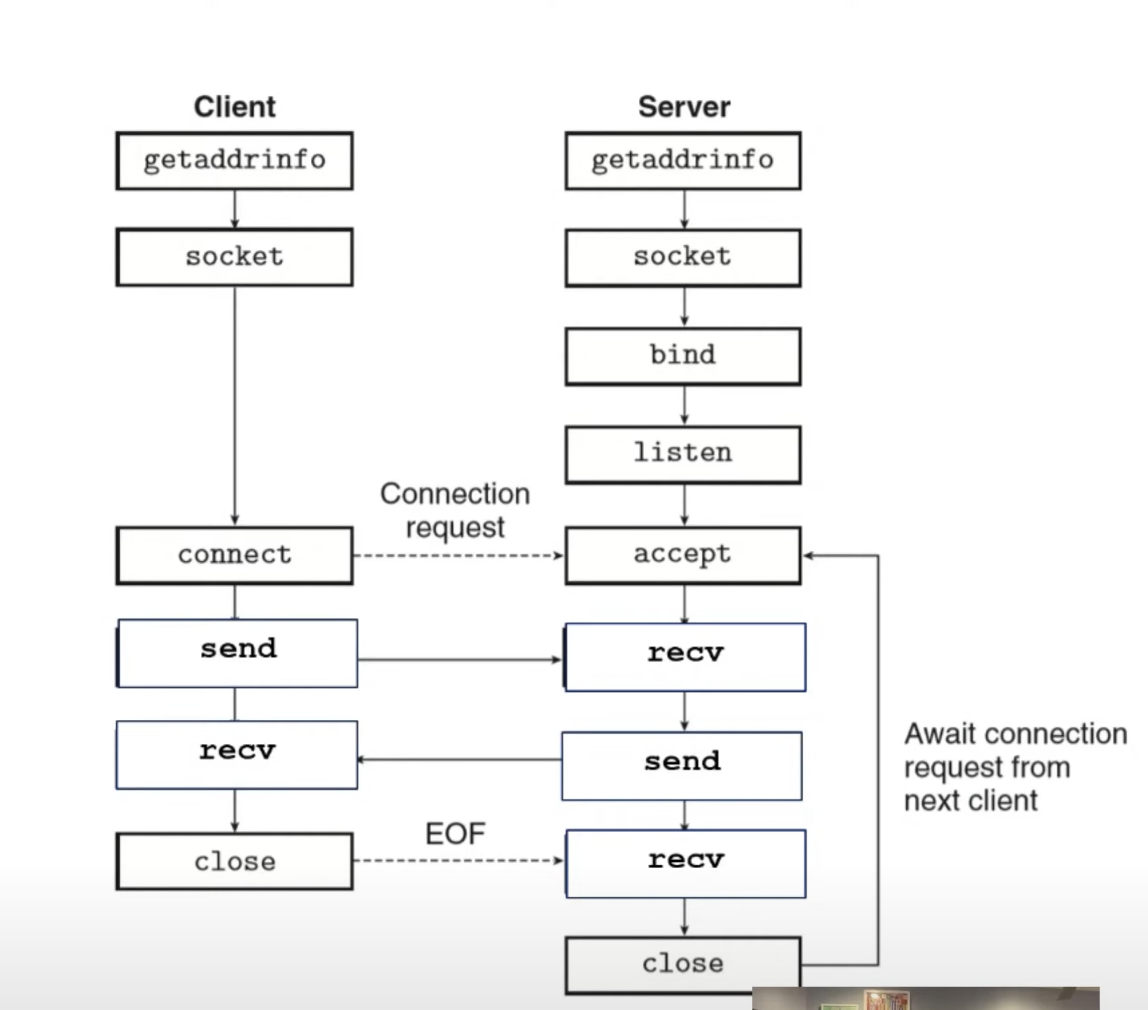 Client
Server
getaddrinfo
getaddrinfo
socket
socket
bind
listen
Connection
request
connect
accept
send
recv
recv
send
Await connection
request from
next client
EOF
close
recv
close